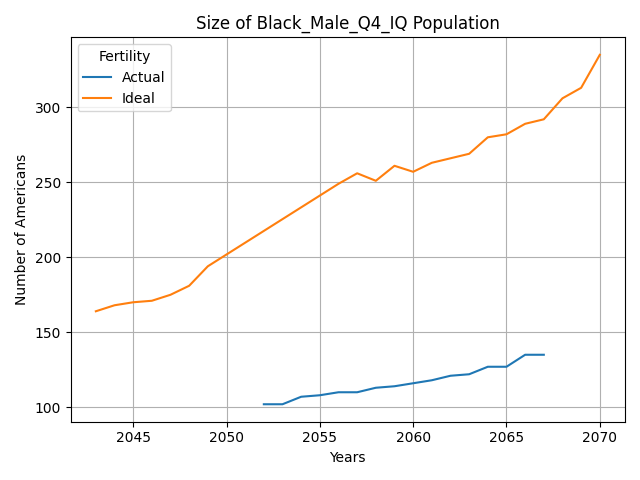 Size of Black_Male_Q4_IQ Population
Fertility
Actual
Ideal
Number of Americans
300
250
200
150
100
2045 2050 2055 2060 2065 2070
Years